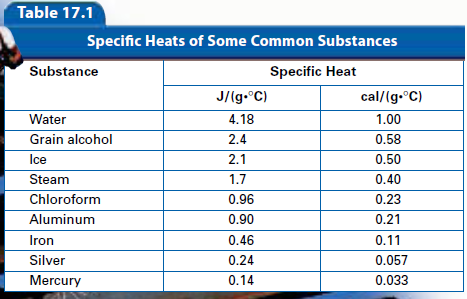 Table 17.1
Specific Heats of Some Common Substances
Substance Specific Heat
J/(g·°C) cal/(g·°C)
Water 4.18 1.00
Grain alcohol 2.4 0.58
Ice 2.1 0.50
Steam 1.7 0.40
Chloroform 0.96 0.23
Aluminum 0.90 0.21
Iron 0.46 0.11
Silver 0.24 0.057
Mercury 0.14 0.033